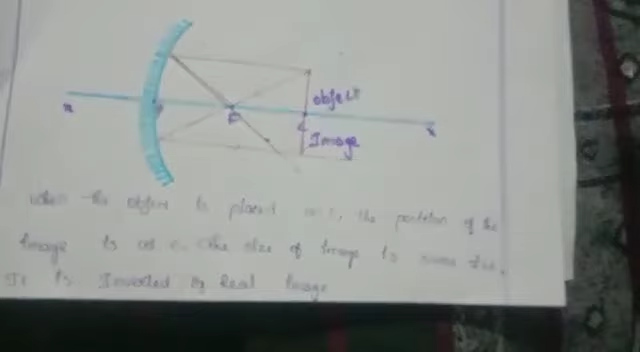 object
C
Image
x
x
when the object is placed at c, the position of the
Image is at c. the size of Image is same size.
It is Inverted & Real Image